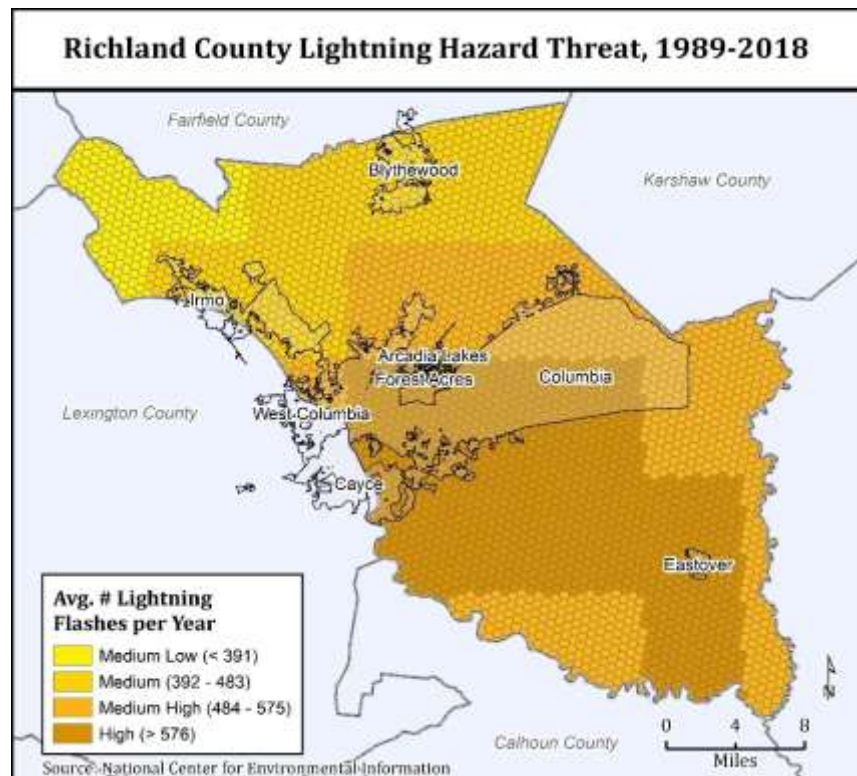 Richland County Lightning Hazard Threat, 1989-2018
Fairfield County
Blythewood
Kershaw County
Irmo
Arcadia Lakes
Forest Acres
Columbia
Lexington County
West Columbia
Cayce
Eastover
Avg. # Lightning
Flashes per Year
Medium Low (< 391)
Medium (392 - 483)
Medium High (484 - 575)
High (> 576)
N
0 2 4 8
Miles
Calhoun County
Source: National Center for Environmental Information